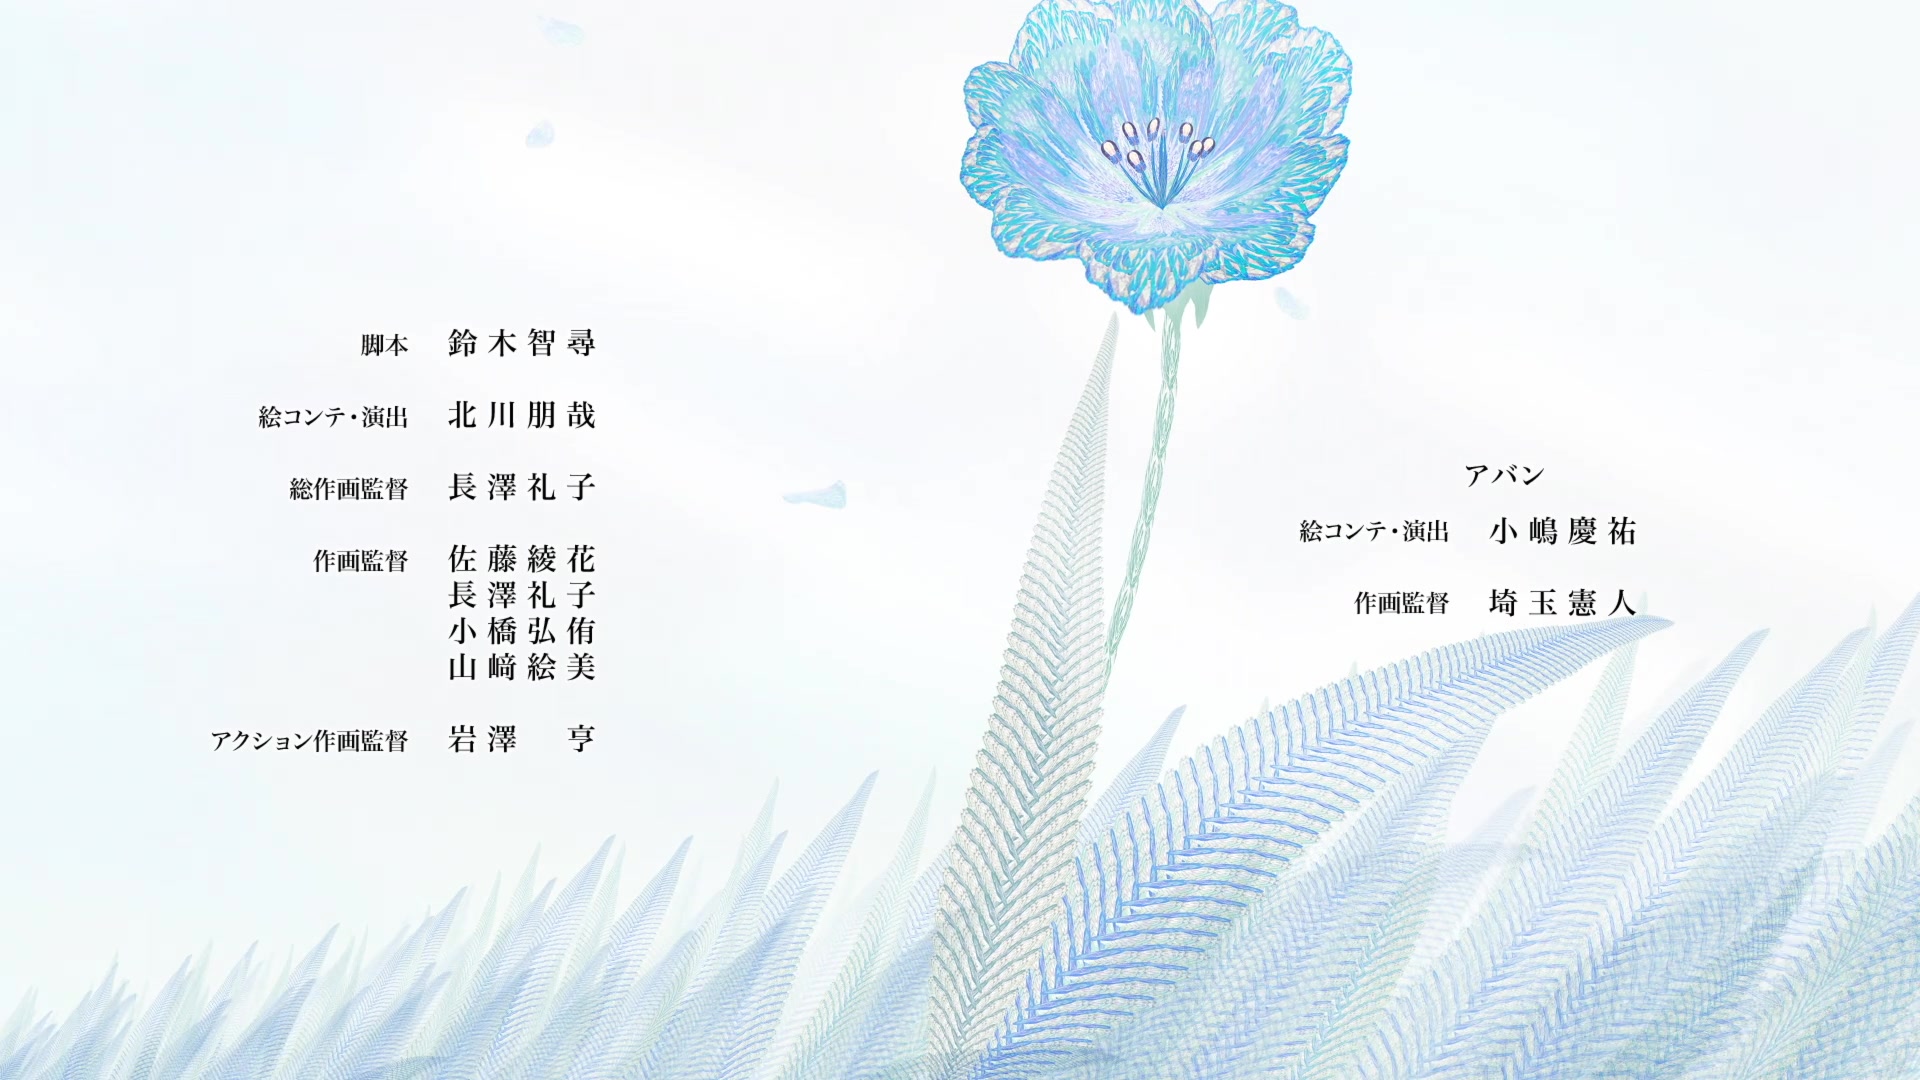 脚本 鈴木智尋
絵コンテ・演出 北川朋哉
総作画監督 長澤礼子
作画監督 佐藤綾花
長澤礼子
小橋弘侑
山﨑絵美
アクション作画監督 岩澤 亨
アバン
絵コンテ・演出 小嶋慶祐
作画監督 埼玉憲人